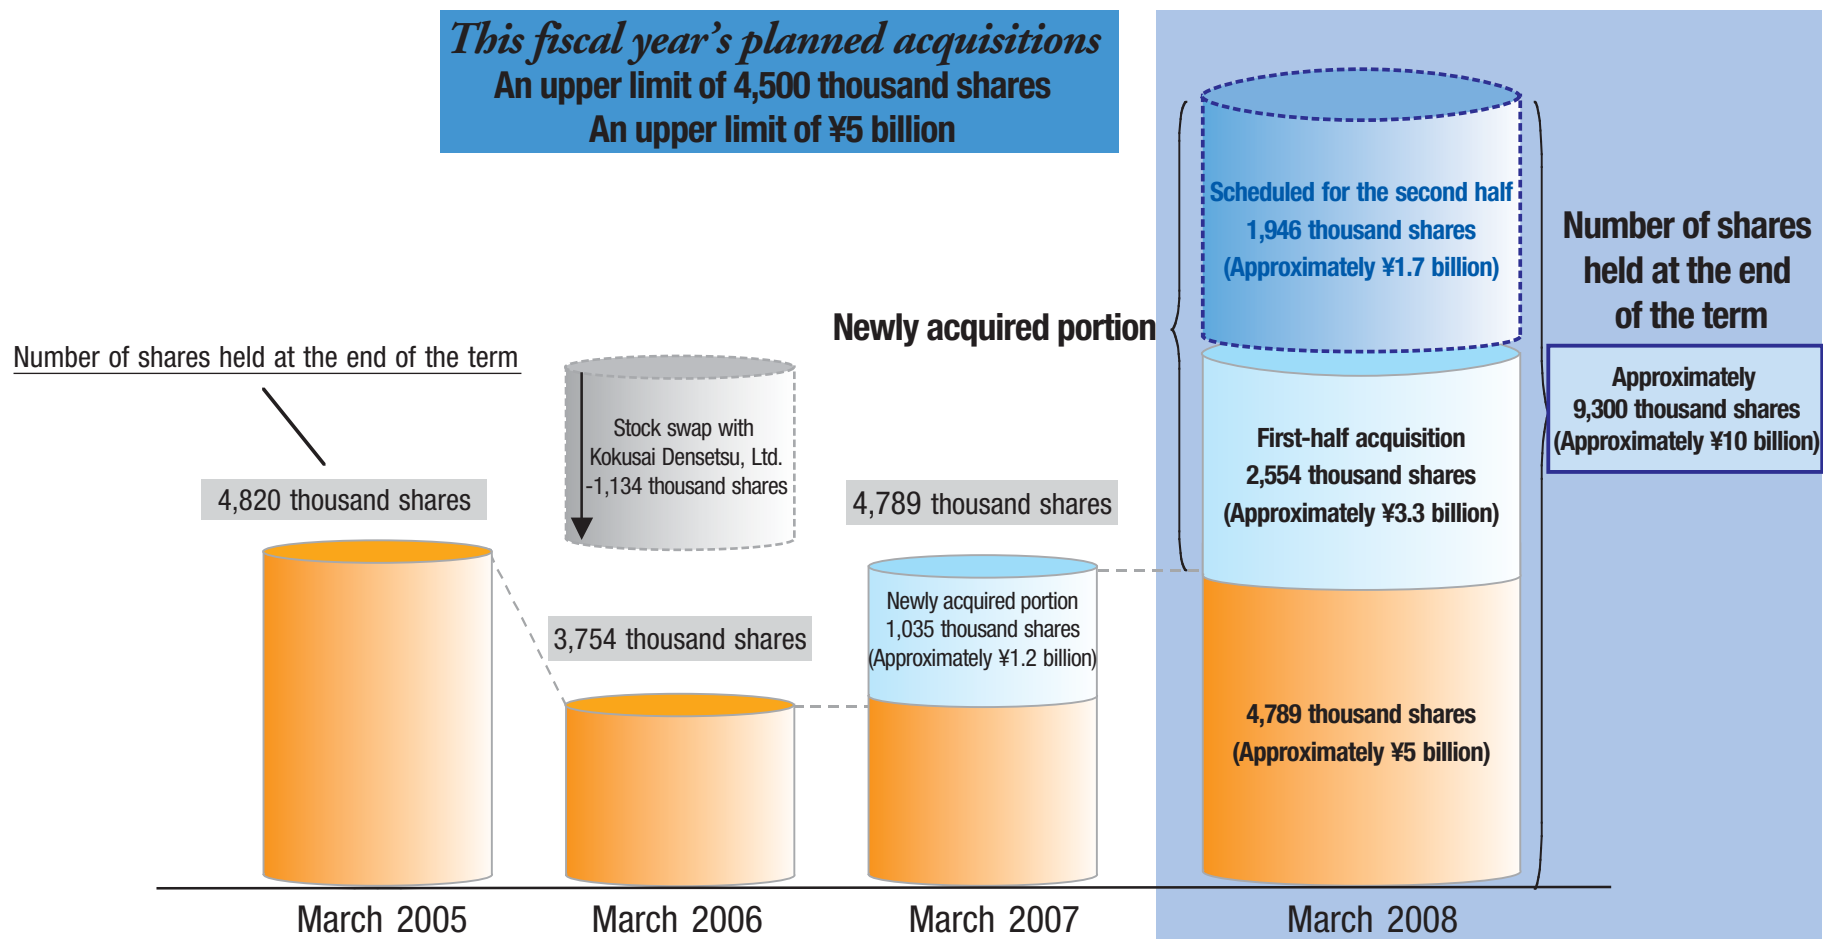 This fiscal year's planned acquisitions
An upper limit of 4,500 thousand shares
An upper limit of ¥5 billion
Number of shares held at the end of the term
4,820 thousand shares
Stock swap with
Kokusai Densetsu, Ltd.
-1,134 thousand shares
3,754 thousand shares
4,789 thousand shares
Newly acquired portion
1,035 thousand shares
(Approximately ¥1.2 billion)
Newly acquired portion
Scheduled for the second half
1,946 thousand shares
(Approximately ¥1.7 billion)
First-half acquisition
2,554 thousand shares
(Approximately ¥3.3 billion)
4,789 thousand shares
(Approximately ¥5 billion)
Number of shares
held at the end
of the term
Approximately
9,300 thousand shares
(Approximately ¥10 billion)
March 2005
March 2006
March 2007
March 2008